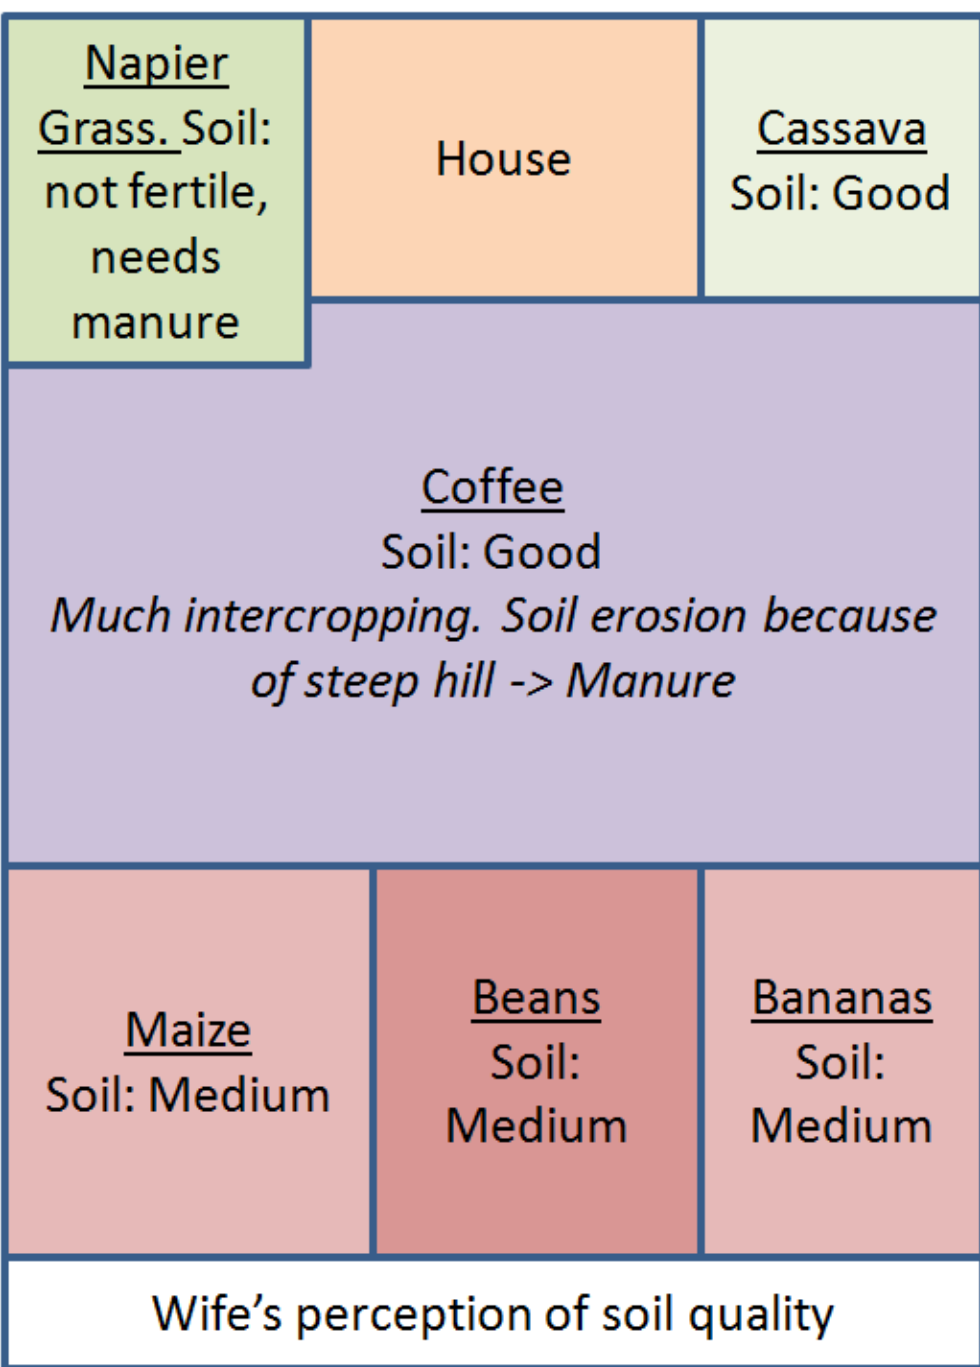 Napier
Grass. Soil:
not fertile,
needs
manure
House
Cassava
Soil: Good
Coffee
Soil: Good
Much intercropping. Soil erosion because
of steep hill -> Manure
Maize
Soil: Medium
Beans
Soil:
Medium
Bananas
Soil:
Medium
Wife’s perception of soil quality